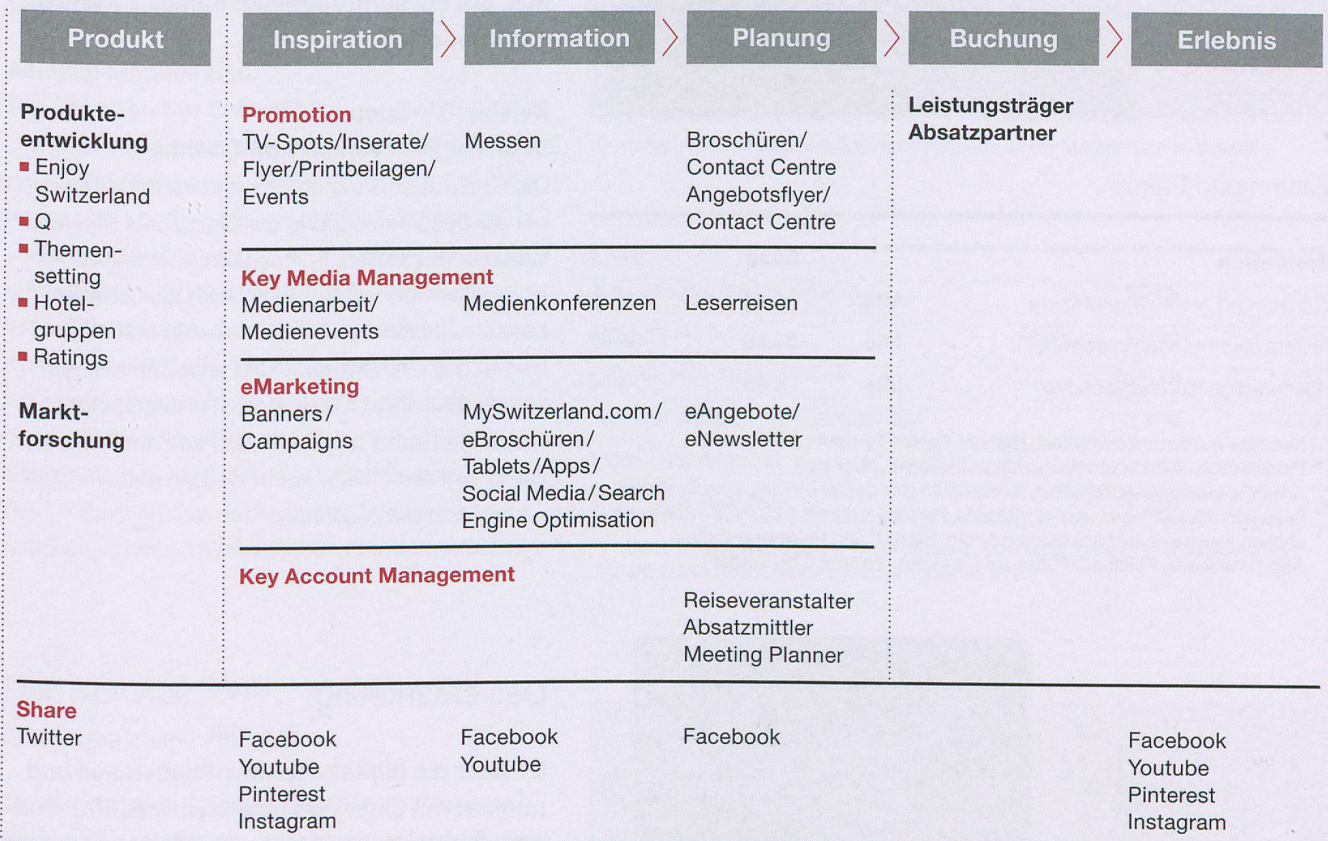 Produkt
Inspiration
Information
Planung
Buchung
Erlebnis
Produkte-
entwicklung
Enjoy
Switzerland
Q
Themen-
setting
Hotel-
gruppen
Ratings
Markt-
forschung
Promotion
TV-Spots/Inserate/
Flyer/Printbeilagen/
Events
Messen
Broschüren/
Contact Centre
Angebotsflyer/
Contact Centre
Leistungsträger
Absatzpartner
Key Media Management
Medienarbeit/
Medienevents
Medienkonferenzen
Leserreisen
eMarketing
Banners/
Campaigns
MySwitzerland.com/
eBroschüren/
Tablets/Apps/
Social Media/Search
Engine Optimisation
eAngebote/
eNewsletter
Key Account Management
Reiseveranstalter
Absatzmittler
Meeting Planner
Share
Twitter
Facebook
Youtube
Pinterest
Instagram
Facebook
Youtube
Facebook
Facebook
Youtube
Pinterest
Instagram